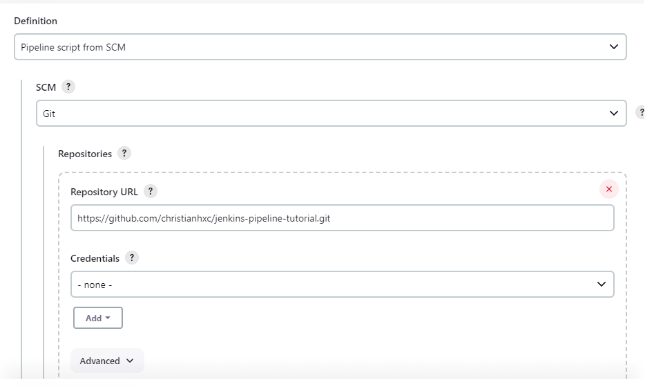 Definition
Pipeline script from SCM
SCM ?
Git
?
Repositories ?
Repository URL ?
https://github.com/christianhxc/jenkins-pipeline-tutorial.git
Credentials ?
- none -
Add
Advanced